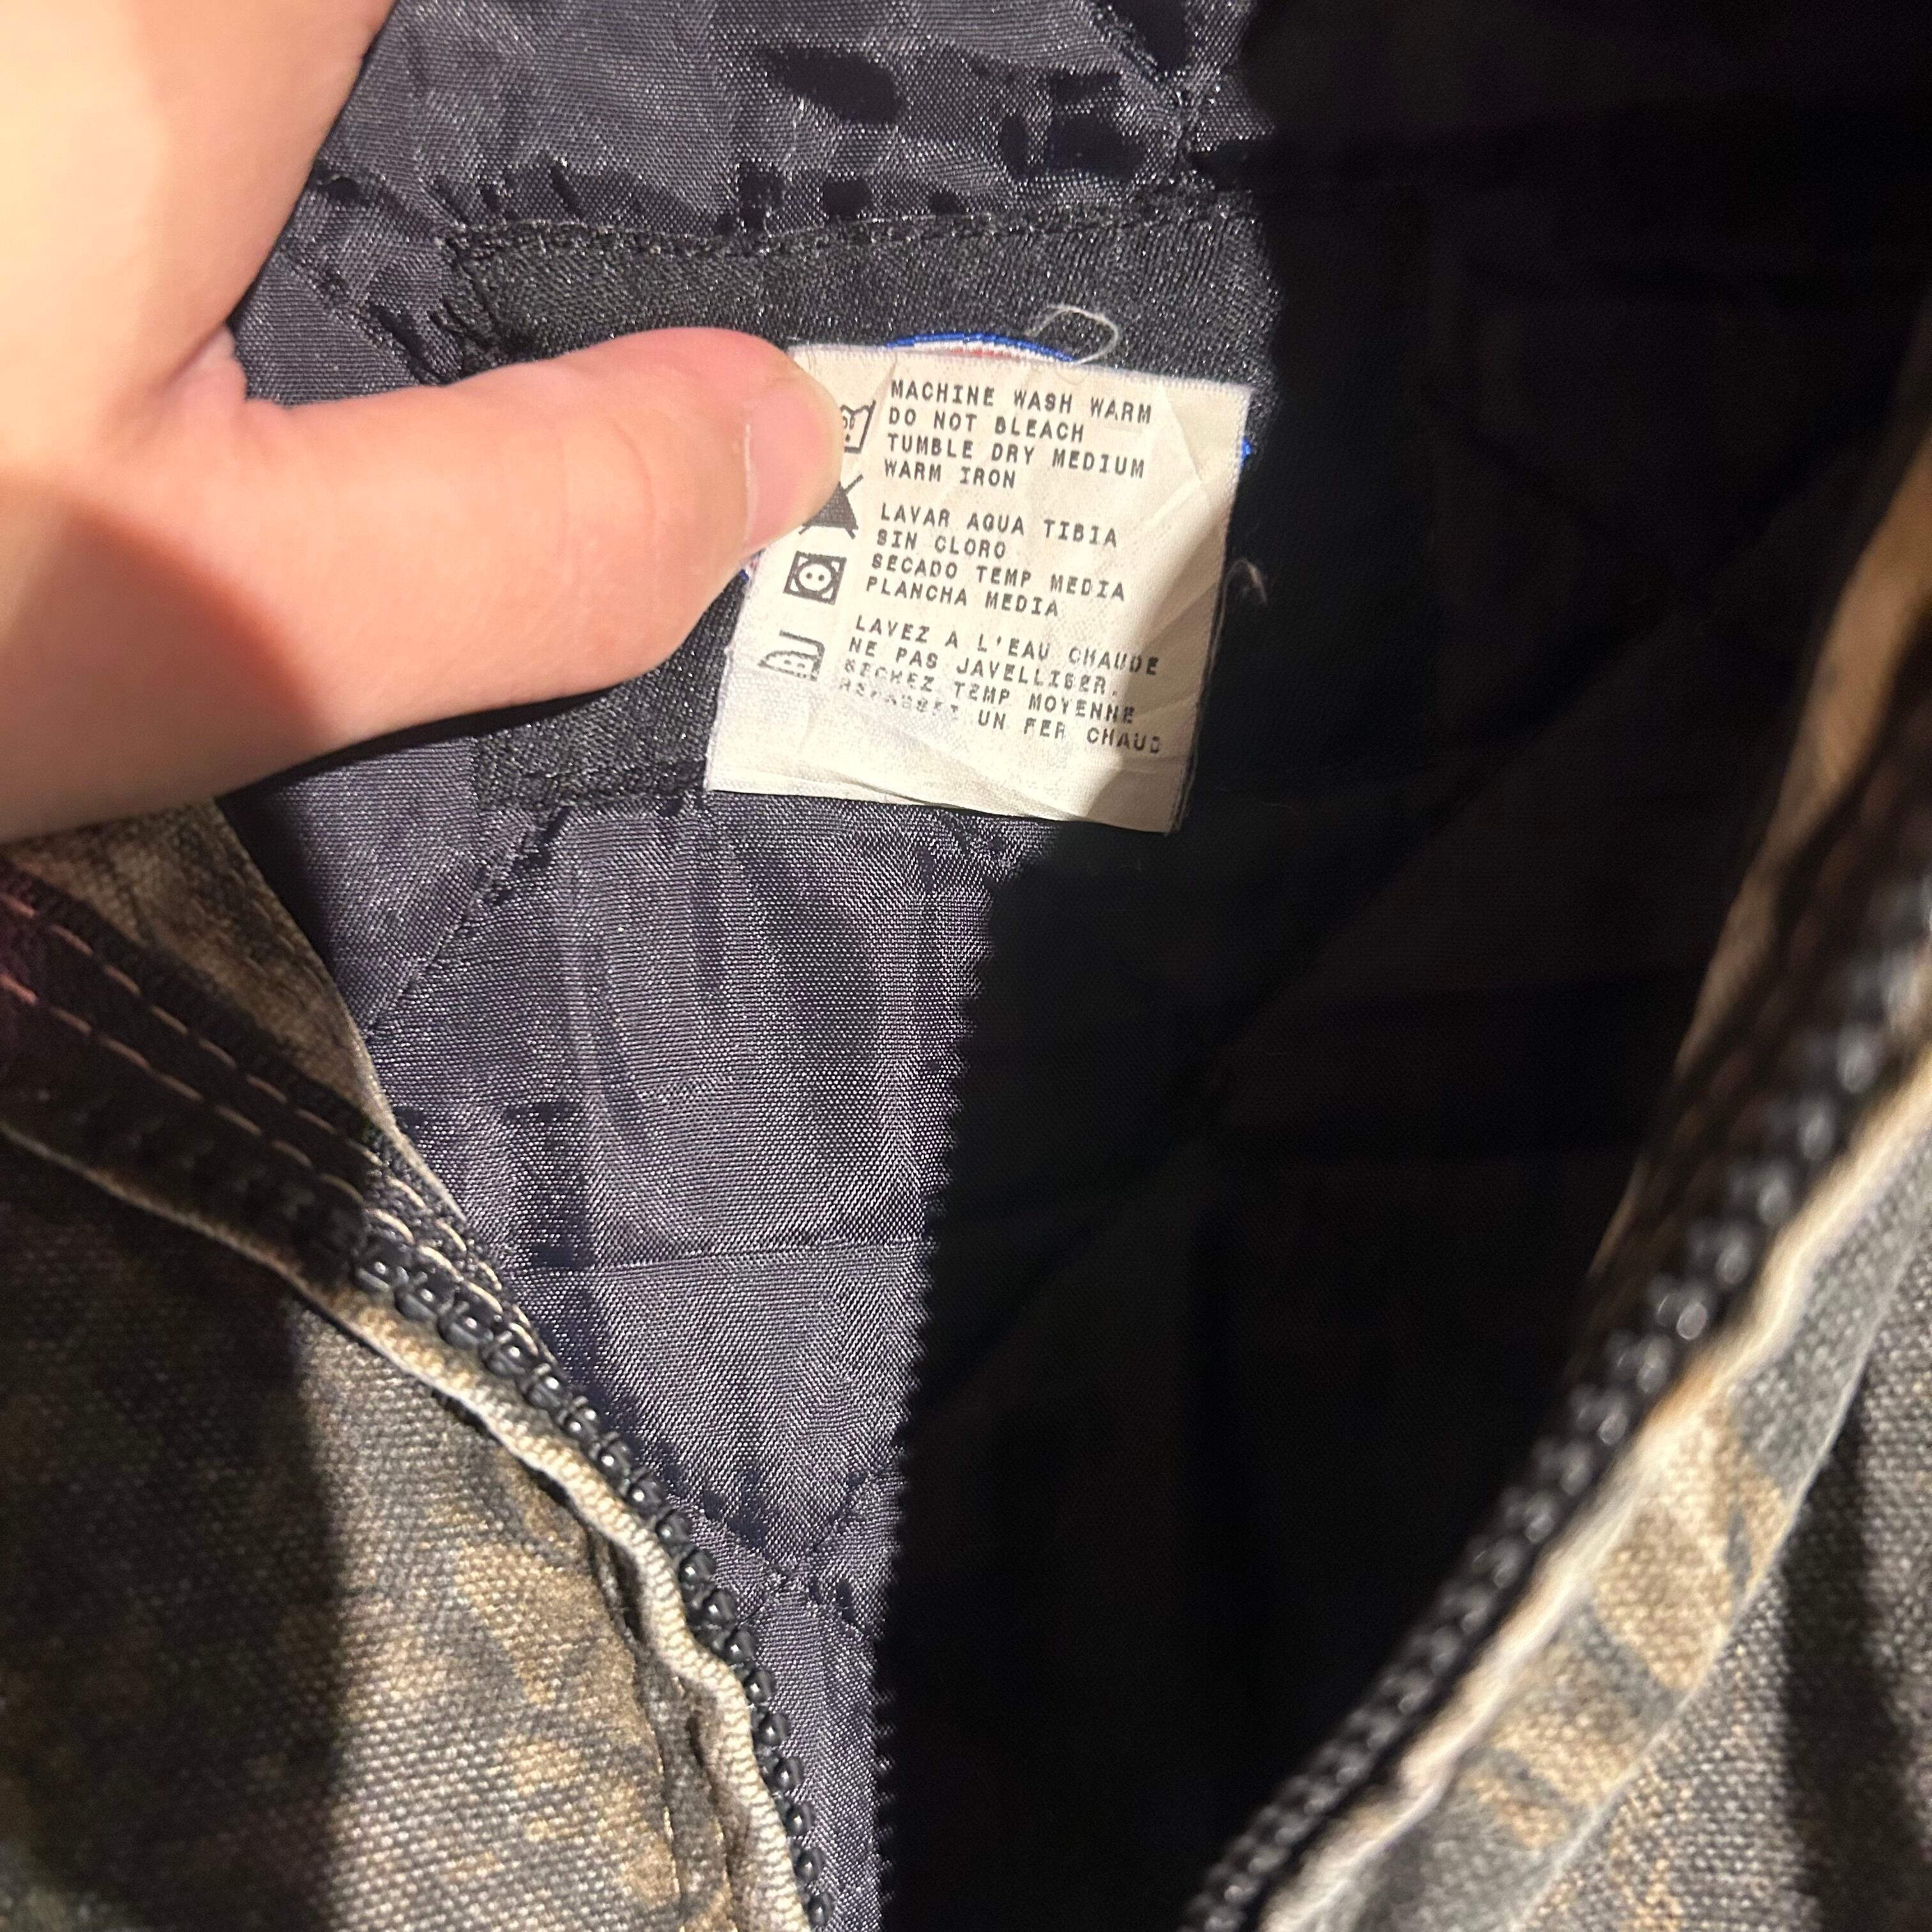 MACHINE WASH WARM
DO NOT BLEACH
TUMBLE DRY MEDIUM
WARM IRON
LAVAR AGUA TIBIA
SIN CLORO
SECADO TEMP MEDIA
PLANCHA MEDIA
LAVEZ A L'EAU CHAUDE
NE PAS JAVELLISER.
SECHEZ TEMP MOYENNE
UN FER CHAUD